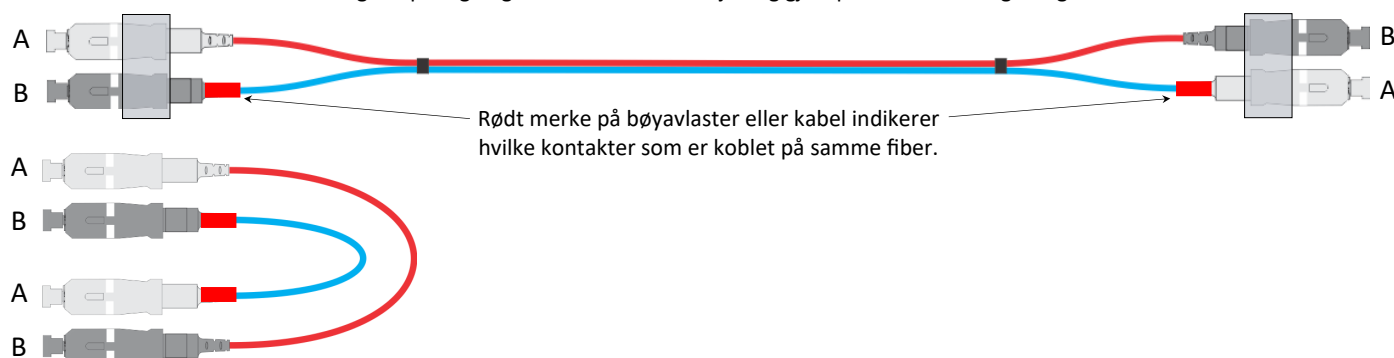 A
B
B
A
Rødt merke på bøyavlaster eller kabel indikerer
hvilke kontakter som er koblet på samme fiber.
A
B
A
B